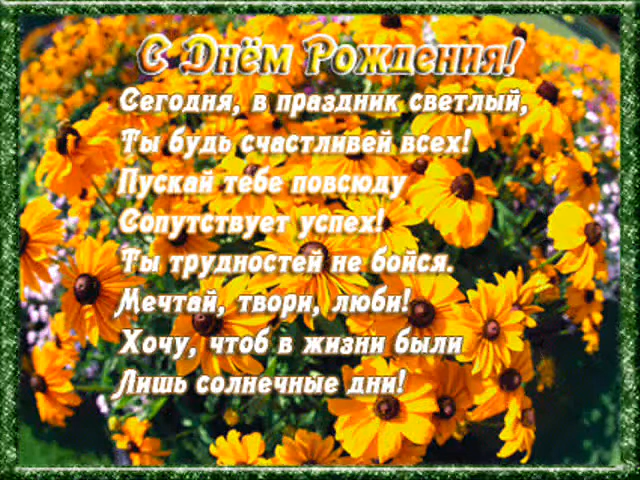 С Днём Рождения!
Сегодня, в праздник светлый,
Ты будь счастливей всех!
Пускай тебе повсюду
Сопутствует успех!
Ты трудностей не бойся.
Мечтай, твори, люби!
Хочу, чтоб в жизни были
Лишь солнечные дни!